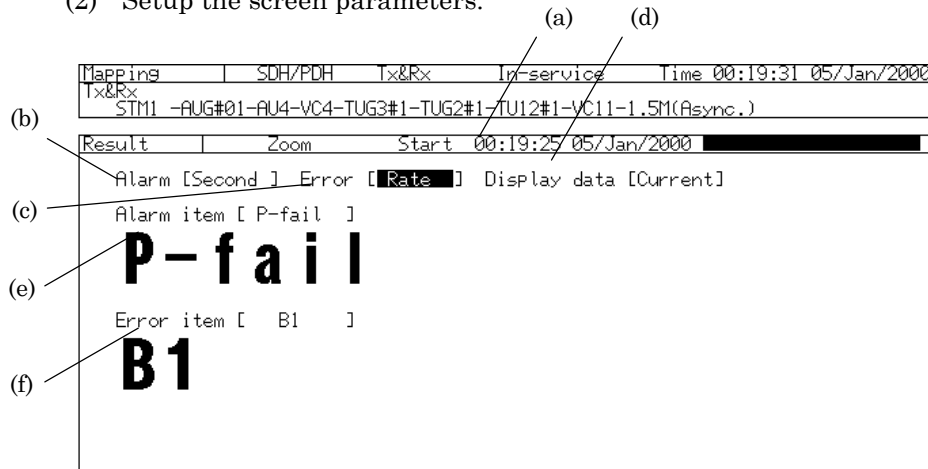 (2) Setup the screen parameters.
(a) (d)
Mapping SDH/PDH Tx&Rx In-service Time 00:19:31 05/Jan/2000
Tx&Rx
STM1 -AUG#01-AU4-VC4-TUG3#1-TUG2#1-TU12#1-VC11-1.5M(Async.)
(b)
Result Zoom Start 00:19:25 05/Jan/2000
Alarm [Second ] Error [ Rate ] Display data [Current]
(c)
Alarm item [ P-fail ]
P-fail
(e)
Error item [ B1 ]
B1
(f)